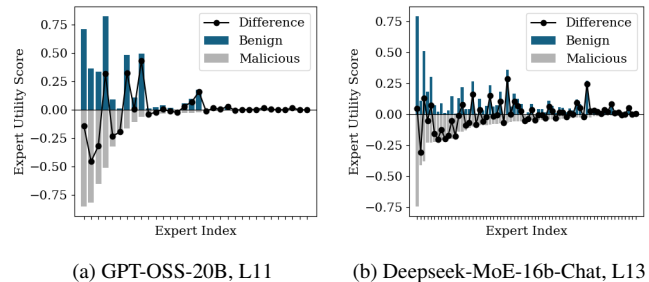 Expert Utility Score
0.75
0.50
0.25
0.00
−0.25
−0.50
−0.75
Difference
Benign
Malicious
Expert Index
(a) GPT-OSS-20B, L11
Expert Utility Score
0.75
0.50
0.25
0.00
−0.25
−0.50
−0.75
Difference
Benign
Malicious
Expert Index
(b) Deepseek-MoE-16b-Chat, L13